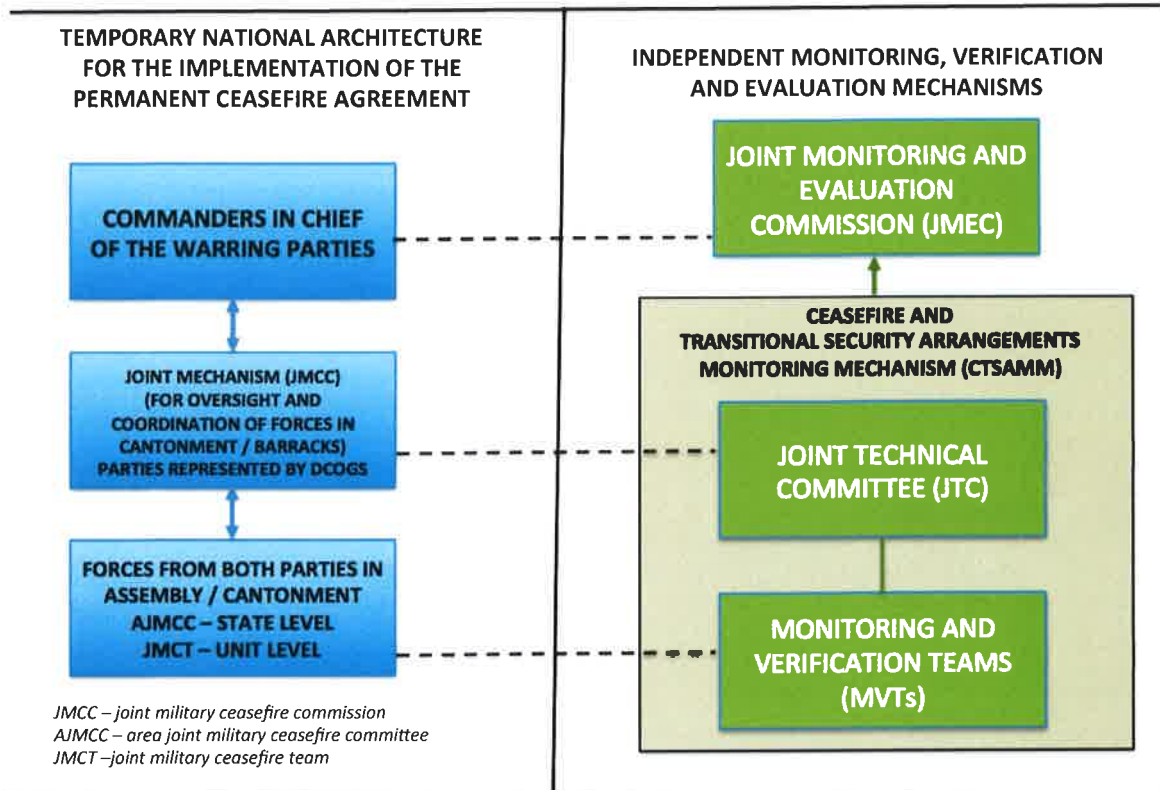 TEMPORARY NATIONAL ARCHITECTURE
FOR THE IMPLEMENTATION OF THE
PERMANENT CEASEFIRE AGREEMENT
COMMANDERS IN CHIEF
OF THE WARRING PARTIES
JOINT MECHANISM (JMCC)
(FOR OVERSIGHT AND
COORDINATION OF FORCES IN
CANTONMENT / BARRACKS)
PARTIES REPRESENTED BY DCOGS
FORCES FROM BOTH PARTIES IN
ASSEMBLY / CANTONMENT
AJMCC – STATE LEVEL
JMCT – UNIT LEVEL
JMCC – joint military ceasefire commission
AJMCC – area joint military ceasefire committee
JMCT –joint military ceasefire team
INDEPENDENT MONITORING, VERIFICATION
AND EVALUATION MECHANISMS
JOINT MONITORING AND
EVALUATION
COMMISSION (JMEC)
CEASEFIRE AND
TRANSITIONAL SECURITY ARRANGEMENTS
MONITORING MECHANISM (CTSAMM)
JOINT TECHNICAL
COMMITTEE (JTC)
MONITORING AND
VERIFICATION TEAMS
(MVTs)